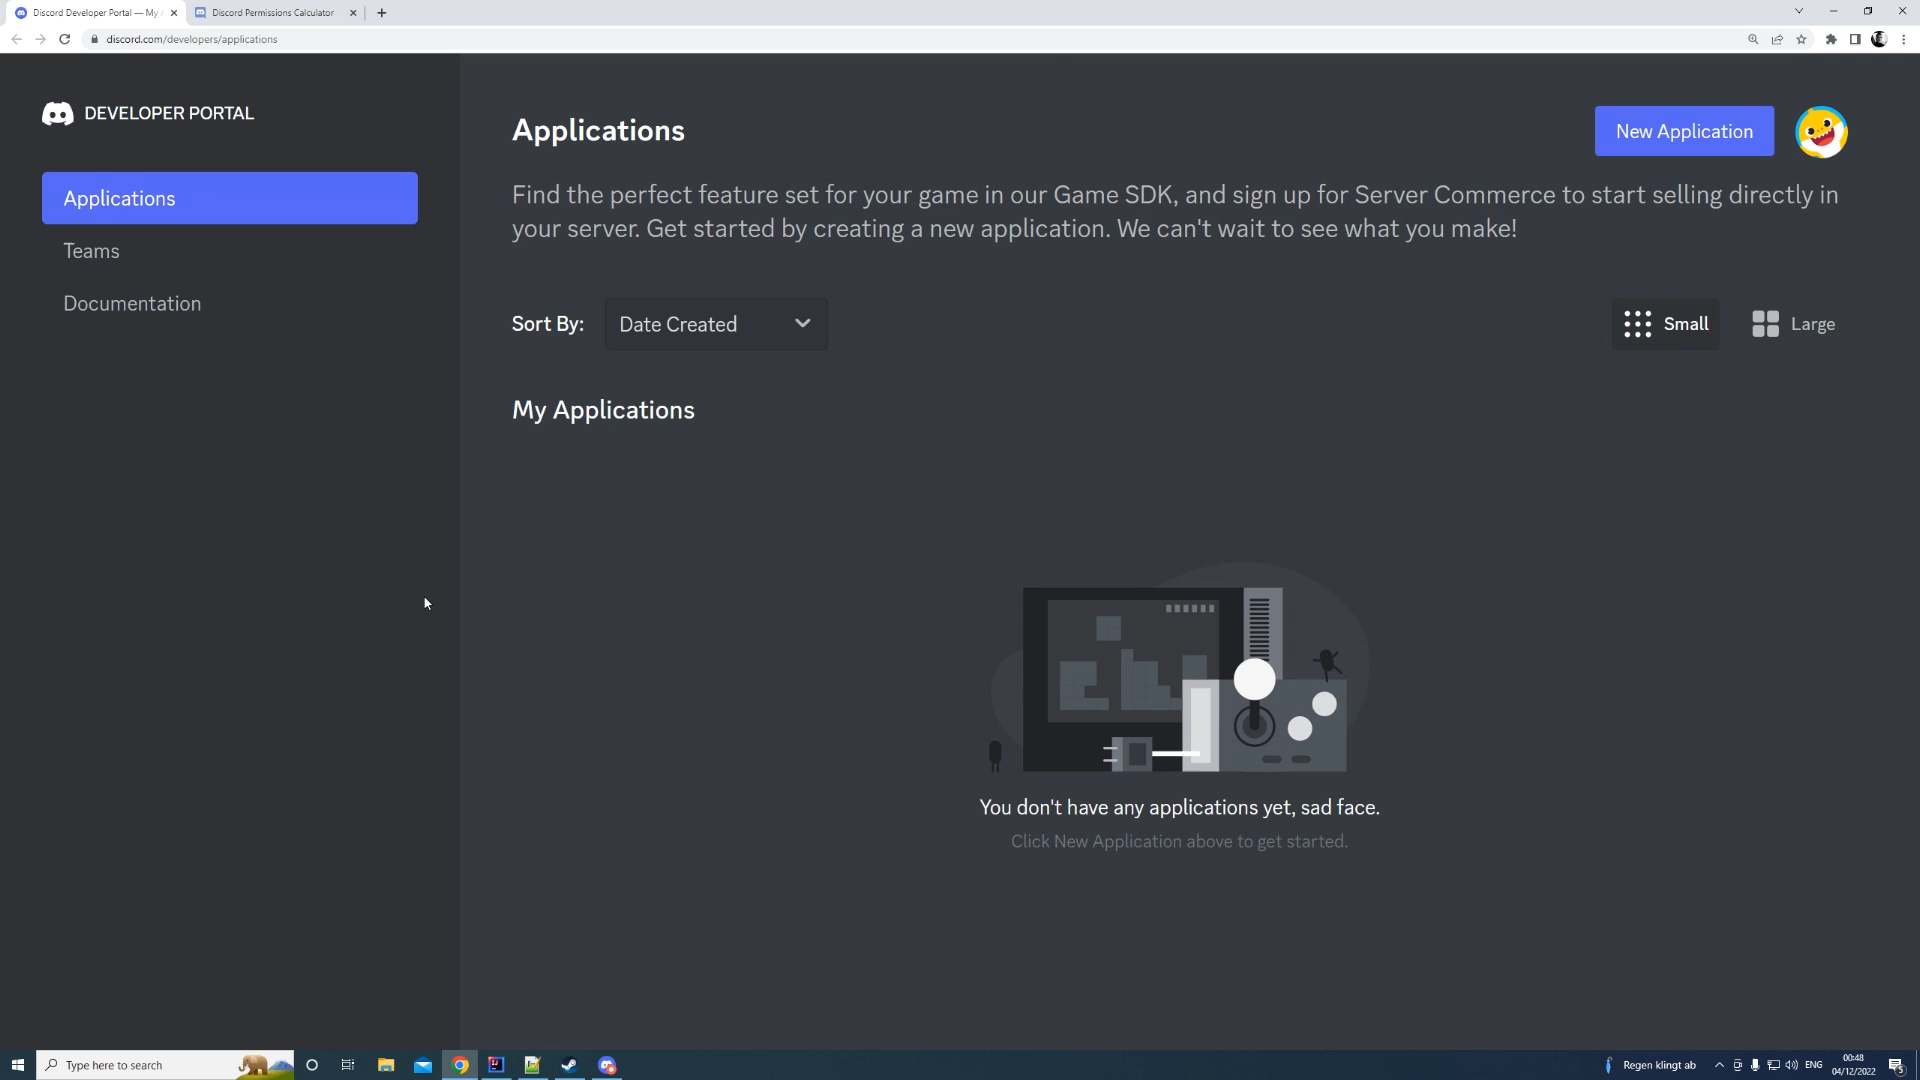 Discord Developer Portal — My A
Discord Permissions Calculator
discord.com/developers/applications
DEVELOPER PORTAL
Applications
Teams
Documentation
Applications
New Application
Find the perfect feature set for your game in our Game SDK, and sign up for Server Commerce to start selling directly in
your server. Get started by creating a new application. We can't wait to see what you make!
Sort By:
Date Created
Small
Large
My Applications
You don't have any applications yet, sad face.
Click New Application above to get started.
Type here to search
Regen klingt ab
ENG
00:48
04/12/2022
5